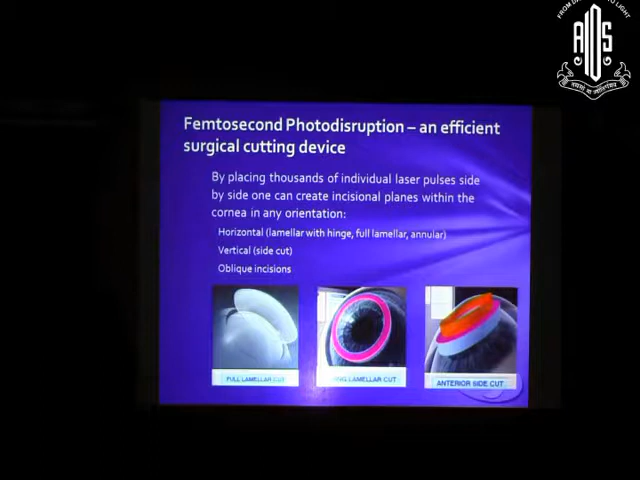 AIOS
Femtosecond Photodisruption – an efficient
surgical cutting device
By placing thousands of individual laser pulses side
by side one can create incisional planes within the
cornea in any orientation:
Horizontal (lamellar with hinge, full lamellar, annular)
Vertical (side cut)
Oblique incisions
FULL LAMELLAR CUT
LAMELLAR CUT
ANTERIOR SIDE CUT